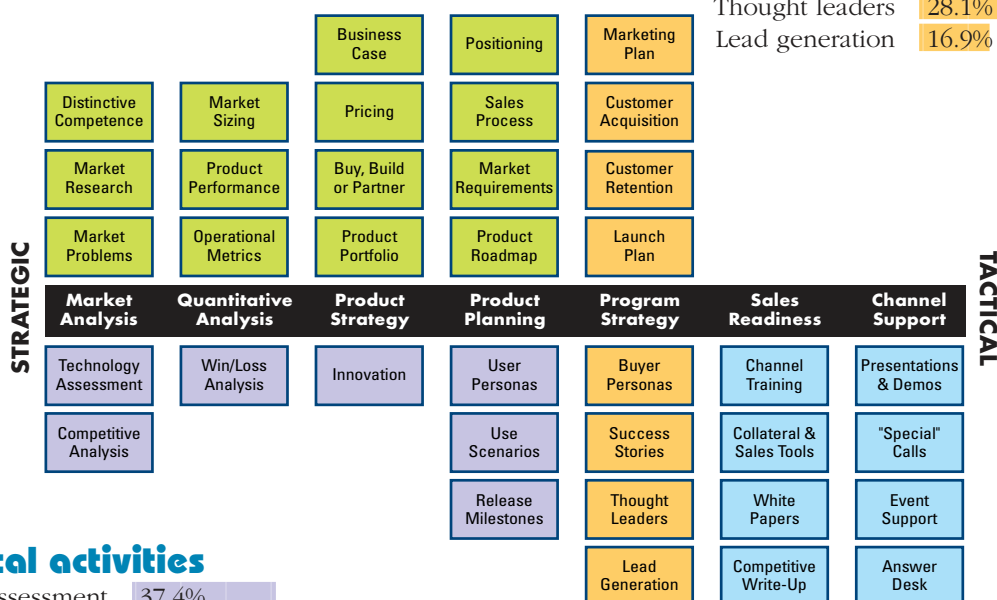 Thought leaders 28.1%
Lead generation 16.9%
Business
Case
Positioning
Marketing
Plan
Distinctive
Competence
Market
Sizing
Pricing
Sales
Process
Customer
Acquisition
Market
Research
Product
Performance
Buy, Build
or Partner
Market
Requirements
Customer
Retention
Market
Problems
Operational
Metrics
Product
Portfolio
Product
Roadmap
Launch
Plan
STRATEGIC
TACTICAL
Market
Analysis
Quantitative
Analysis
Product
Strategy
Product
Planning
Program
Strategy
Sales
Readiness
Channel
Support
Technology
Assessment
Win/Loss
Analysis
Innovation
User
Personas
Buyer
Personas
Channel
Training
Presentations
& Demos
Competitive
Analysis
Use
Scenarios
Success
Stories
Collateral &
Sales Tools
"Special"
Calls
Release
Milestones
Thought
Leaders
White
Papers
Event
Support
Lead
Generation
Competitive
Write-Up
Answer
Desk
cal activities
ssessment 37.4%